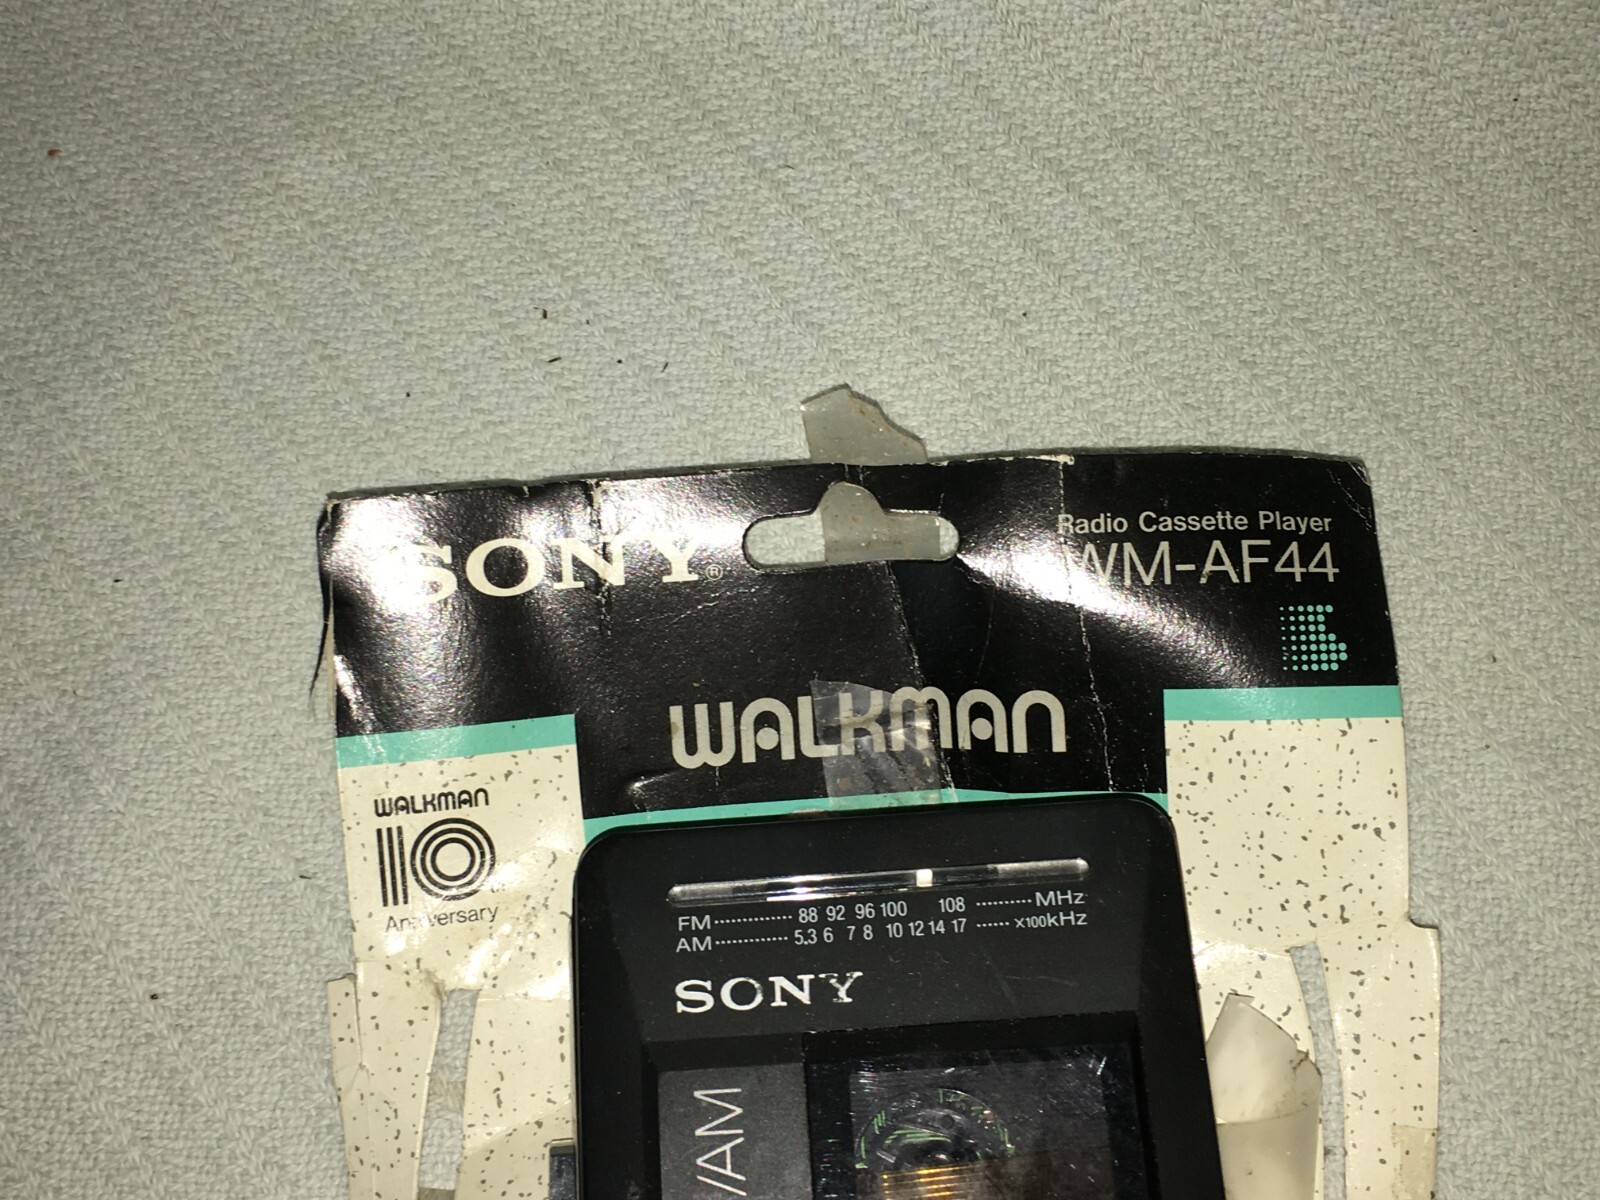 SONY®
Radio Cassette Player
WM-AF44
WALKMAN
WALKMAN
10
Anniversary
FM ············ 88 92 96 100 108 ·········· MHz
AM ············ 5.3 6 7 8 10 12 14 17 ······ x100kHz
SONY
/AM